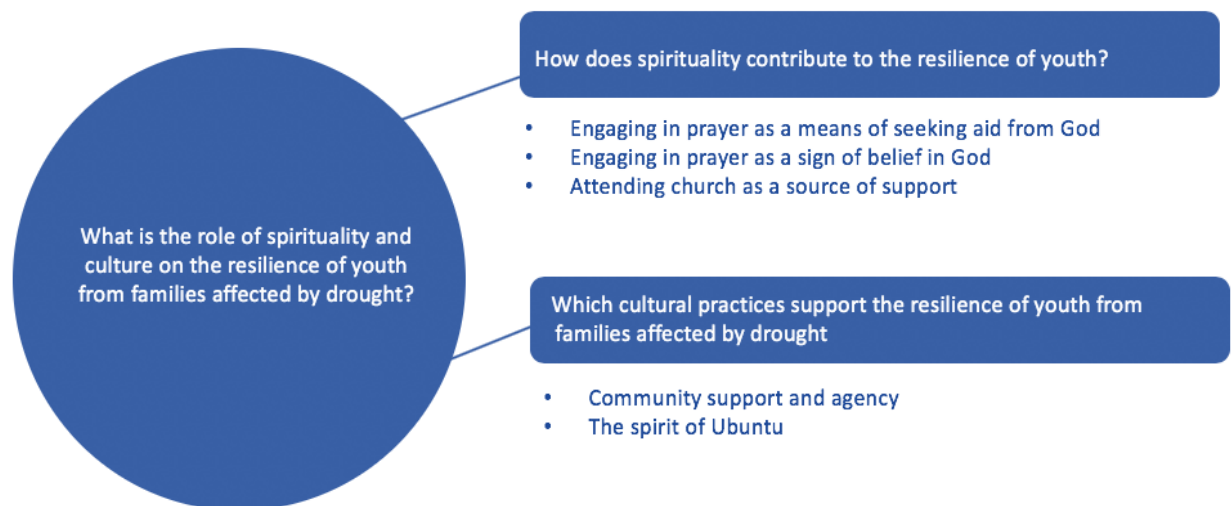 What is the role of spirituality and
culture on the resilience of youth
from families affected by drought?
How does spirituality contribute to the resilience of youth?
• Engaging in prayer as a means of seeking aid from God
• Engaging in prayer as a sign of belief in God
• Attending church as a source of support
Which cultural practices support the resilience of youth from
families affected by drought
• Community support and agency
• The spirit of Ubuntu